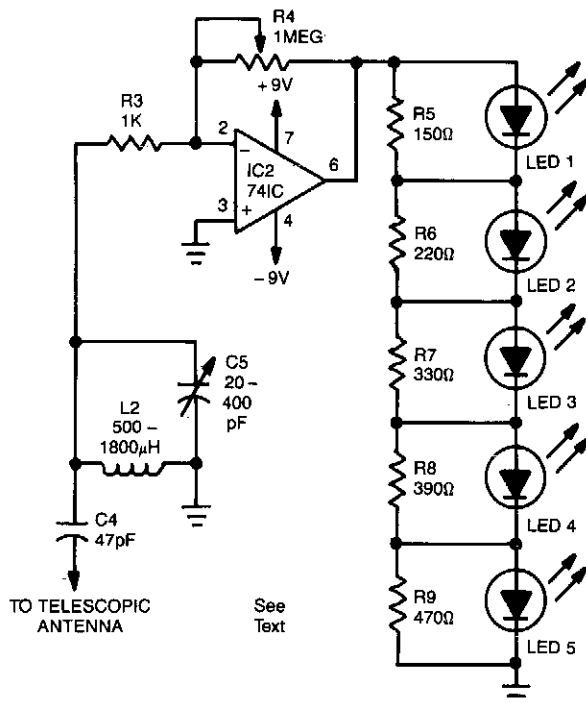 R4
1MEG
+9V
R3
1K
2
7
6
IC2
74IC
3
4
−
+
−9V
R5
150Ω
LED 1
R6
220Ω
LED 2
R7
330Ω
LED 3
R8
390Ω
LED 4
R9
470Ω
LED 5
C5
20 –
400
pF
L2
500 –
1800μH
C4
47pF
TO TELESCOPIC
ANTENNA
See
Text